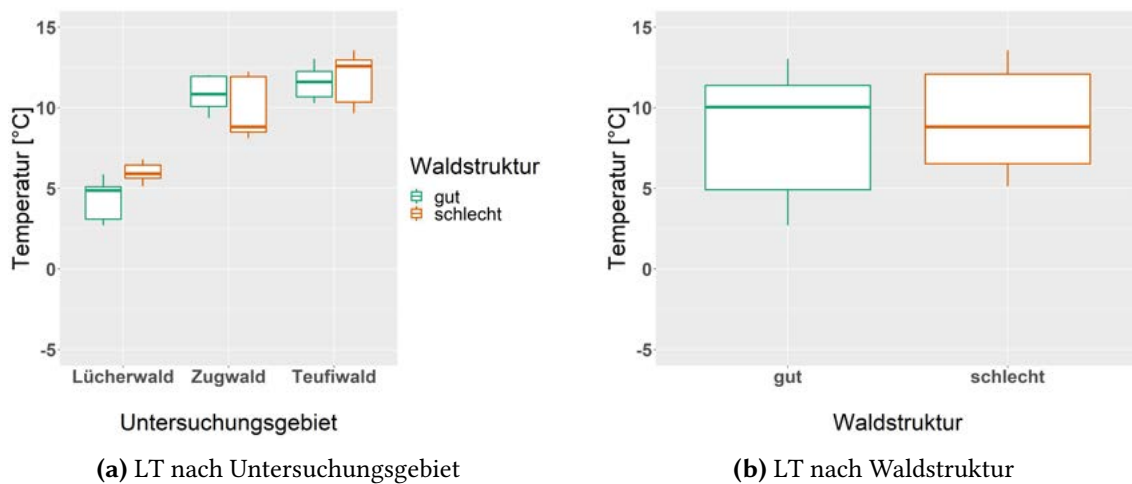 15
10
5
0
-5
Temperatur [°C]
Lücherwald Zugwald Teufiwald
Untersuchungsgebiet
Waldstruktur
gut
schlecht
(a) LT nach Untersuchungsgebiet
15
10
5
0
-5
Temperatur [°C]
gut schlecht
Waldstruktur
(b) LT nach Waldstruktur